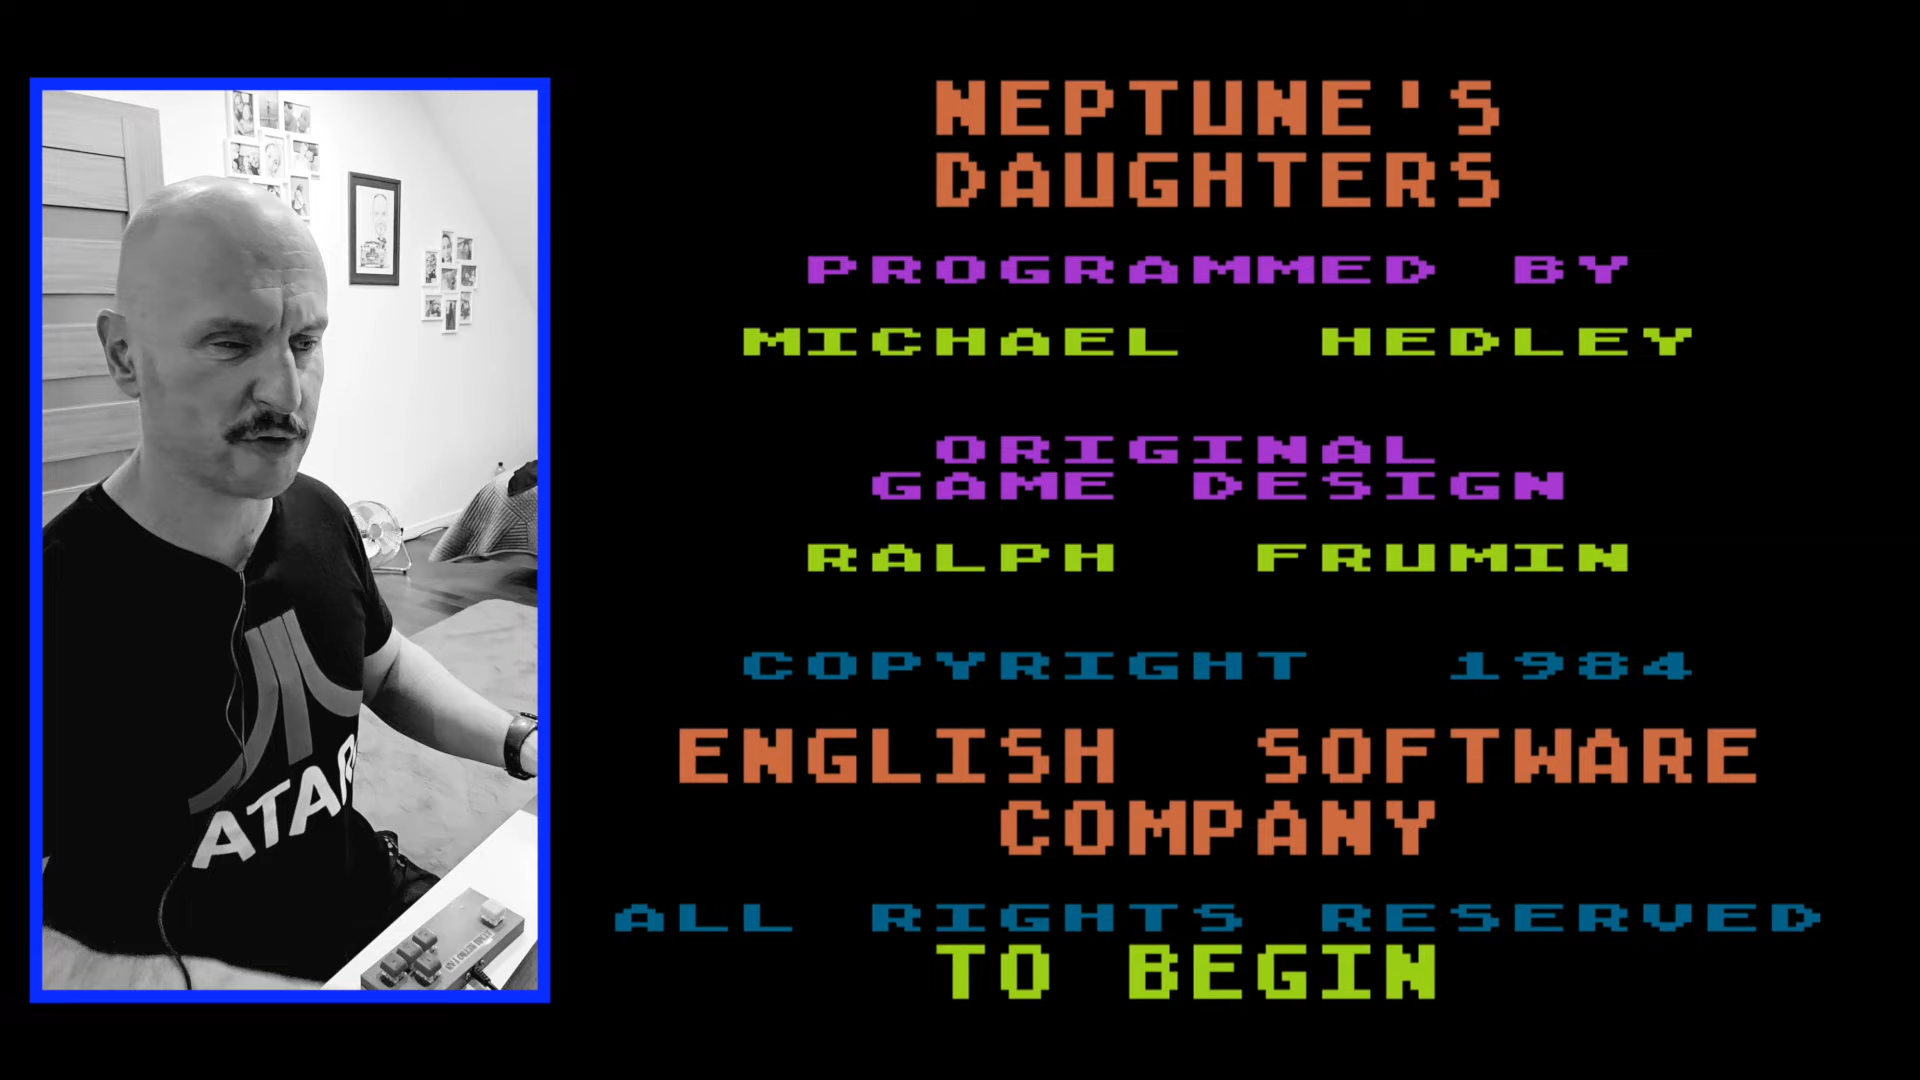 NEPTUNE'S
DAUGHTERS
PROGRAMMED BY
MICHAEL HEDLEY
ORIGINAL
GAME DESIGN
RALPH FRUMIN
COPYRIGHT 1984
ENGLISH SOFTWARE
COMPANY
ALL RIGHTS RESERVED
TO BEGIN
ATARI